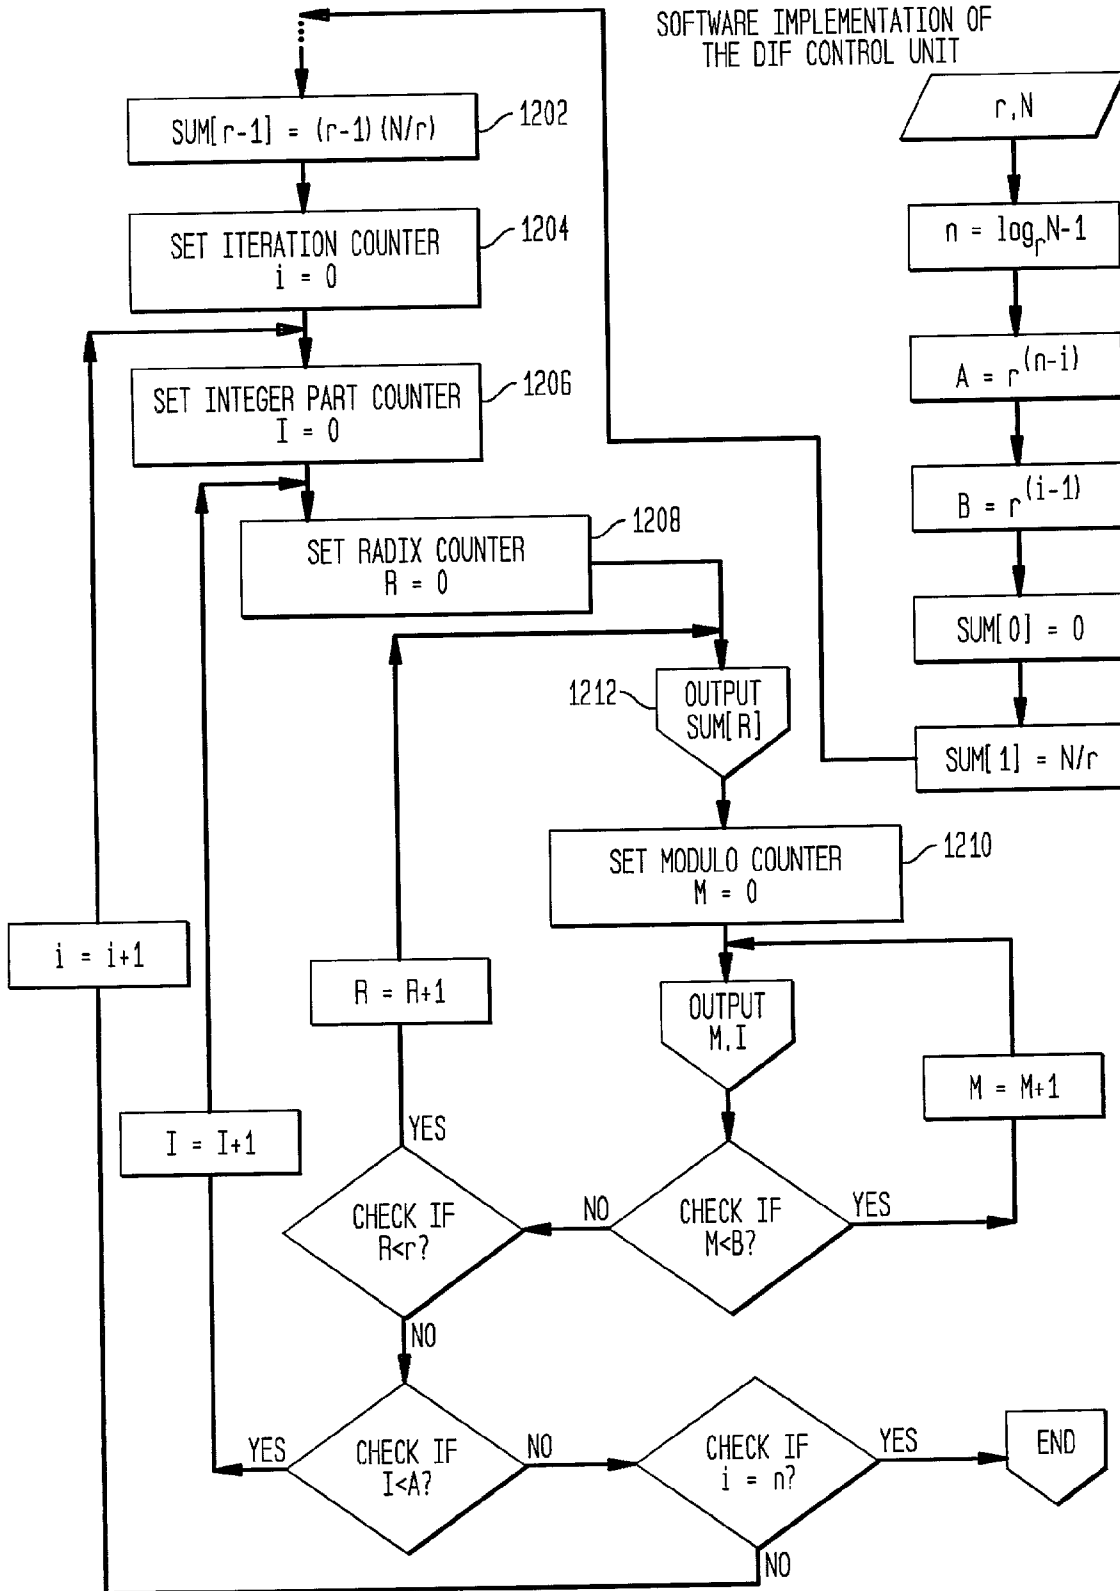 SOFTWARE IMPLEMENTATION OF
THE DIF CONTROL UNIT
r,N
n = log_r N-1
A = r^(n-i)
B = r^(i-1)
SUM[0] = 0
SUM[1] = N/r
SUM[r-1] = (r-1)(N/r)
1202
SET ITERATION COUNTER
i = 0
1204
SET INTEGER PART COUNTER
I = 0
1206
SET RADIX COUNTER
R = 0
1208
OUTPUT
SUM[R]
1212
SET MODULO COUNTER
M = 0
1210
OUTPUT
M,I
M = M+1
R = R+1
i = i+1
I = I+1
CHECK IF
M<B?
YES
NO
CHECK IF
R<r?
YES
NO
CHECK IF
I<A?
YES
NO
CHECK IF
i = n?
YES
NO
END